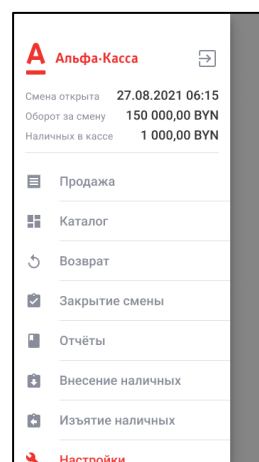 Альфа·Касса
Смена открыта 27.08.2021 06:15
Оборот за смену 150 000,00 BYN
Наличных в кассе 1 000,00 BYN
Продажа
Каталог
Возврат
Закрытие смены
Отчёты
Внесение наличных
Изъятие наличных
Настройки